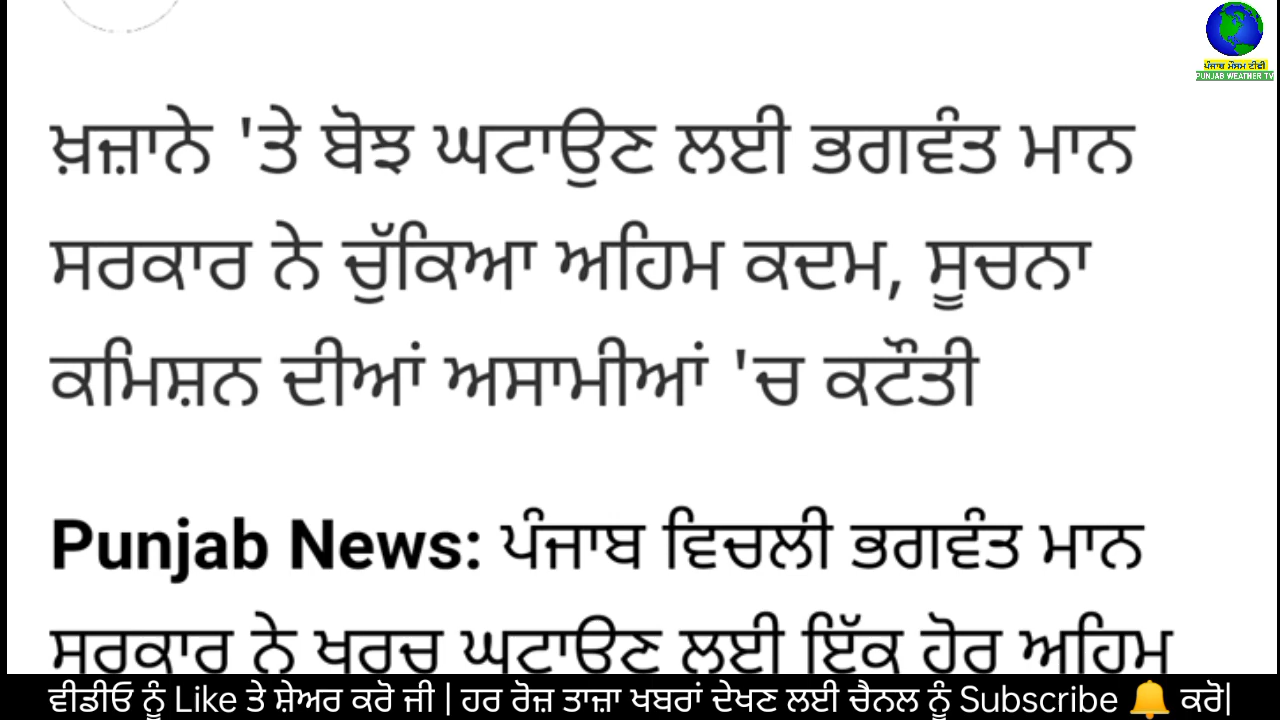 ਪੰਜਾਬ ਮੌਸਮ ਟੀਵੀ
PUNJAB WEATHER TV
ਖ਼ਜ਼ਾਨੇ 'ਤੇ ਬੋਝ ਘਟਾਉਣ ਲਈ ਭਗਵੰਤ ਮਾਨ
ਸਰਕਾਰ ਨੇ ਚੁੱਕਿਆ ਅਹਿਮ ਕਦਮ, ਸੂਚਨਾ
ਕਮਿਸ਼ਨ ਦੀਆਂ ਅਸਾਮੀਆਂ 'ਚ ਕਟੌਤੀ
Punjab News: ਪੰਜਾਬ ਵਿਚਲੀ ਭਗਵੰਤ ਮਾਨ
ਸਰਕਾਰ ਨੇ ਖਰਚ ਘਟਾਉਣ ਲਈ ਇੱਕ ਹੋਰ ਅਹਿਮ
ਵੀਡੀਓ ਨੂੰ Like ਤੇ ਸ਼ੇਅਰ ਕਰੋ ਜੀ | ਹਰ ਰੋਜ਼ ਤਾਜ਼ਾ ਖਬਰਾਂ ਦੇਖਣ ਲਈ ਚੈਨਲ ਨੂੰ Subscribe 🔔 ਕਰੋ|